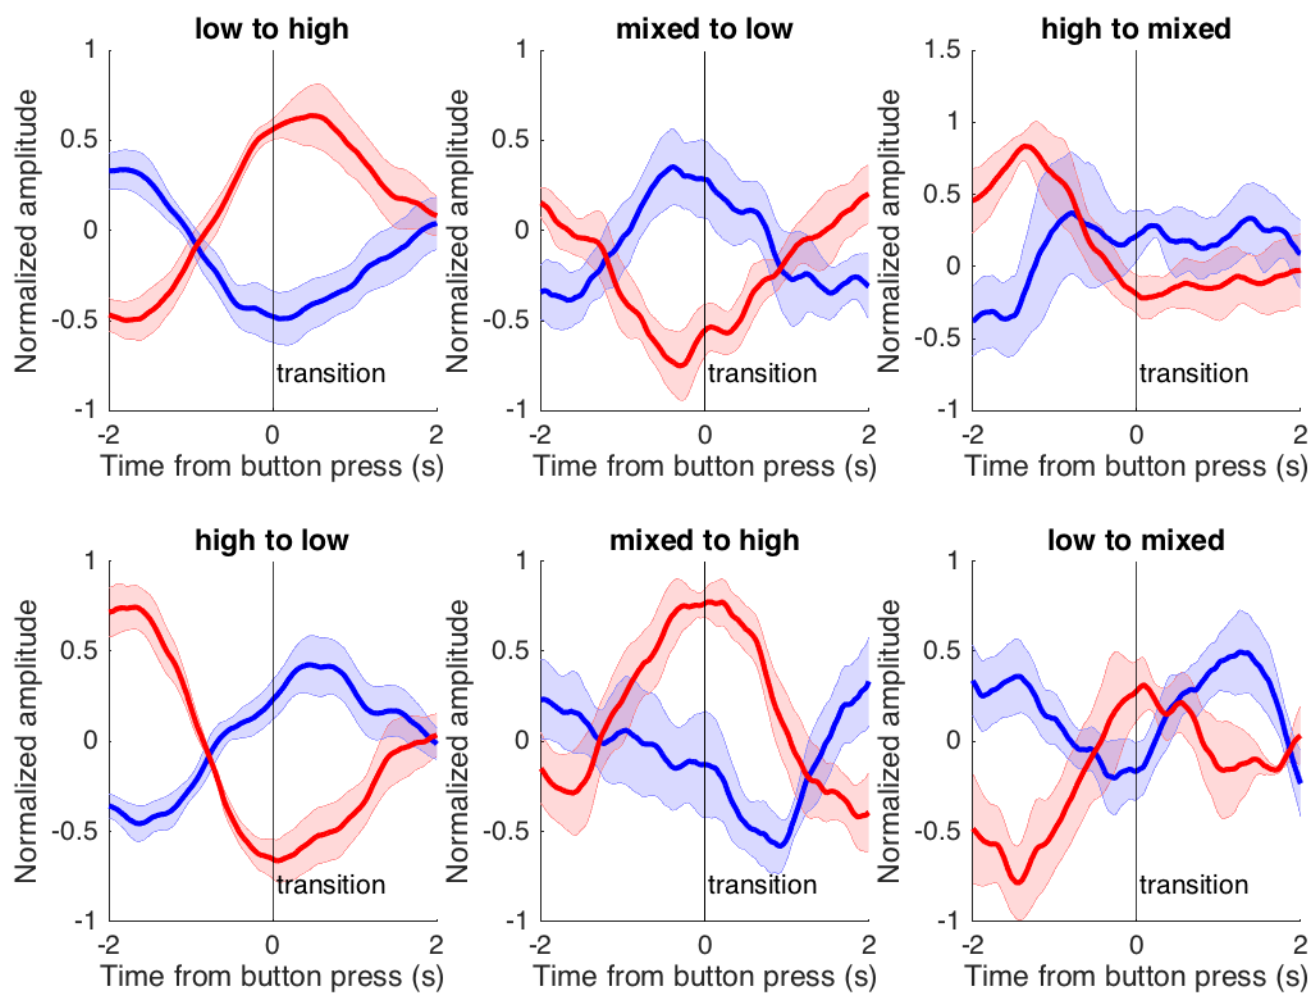 low to high
mixed to low
high to mixed
Normalized amplitude
1
0.5
0
-0.5
-1
transition
-2
0
2
Time from button press (s)
Normalized amplitude
1
0.5
0
-0.5
-1
transition
-2
0
2
Time from button press (s)
Normalized amplitude
1.5
1
0.5
0
-0.5
-1
transition
-2
0
2
Time from button press (s)
high to low
mixed to high
low to mixed
Normalized amplitude
1
0.5
0
-0.5
-1
transition
-2
0
2
Time from button press (s)
Normalized amplitude
1
0.5
0
-0.5
-1
transition
-2
0
2
Time from button press (s)
Normalized amplitude
1
0.5
0
-0.5
-1
transition
-2
0
2
Time from button press (s)